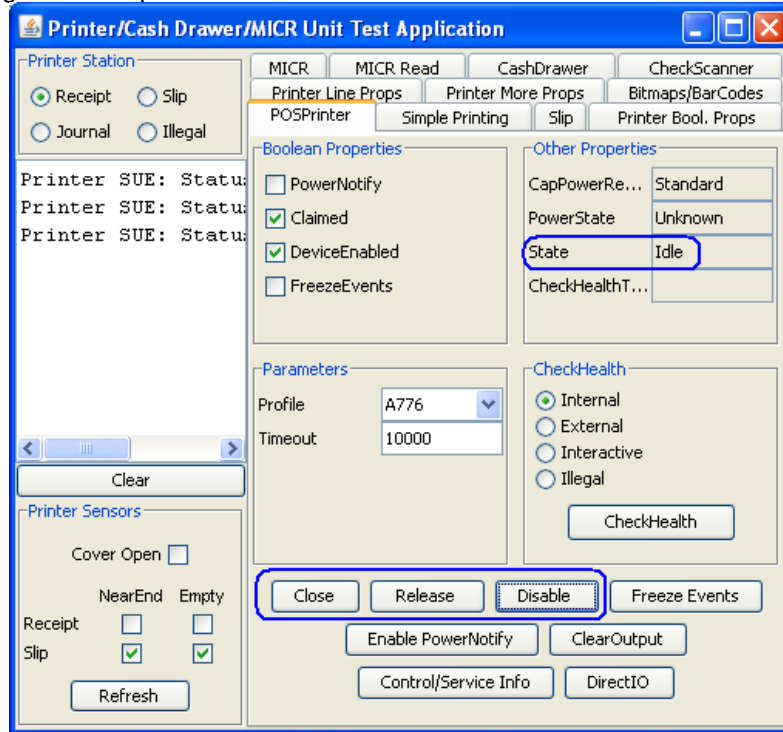 Printer/Cash Drawer/MICR Unit Test Application
Printer Station
Receipt Slip
Journal Illegal
Printer SUE: Statu
Printer SUE: Statu
Printer SUE: Statu
Clear
Printer Sensors
Cover Open
NearEnd Empty
Receipt
Slip
Refresh
MICR MICR Read CashDrawer CheckScanner
Printer Line Props Printer More Props Bitmaps/BarCodes
POSPrinter Simple Printing Slip Printer Bool. Props
Boolean Properties
PowerNotify
Claimed
DeviceEnabled
FreezeEvents
Other Properties
CapPowerRe... Standard
PowerState Unknown
State Idle
CheckHealthT...
Parameters
Profile A776
Timeout 10000
CheckHealth
Internal
External
Interactive
Illegal
CheckHealth
Close Release Disable Freeze Events
Enable PowerNotify ClearOutput
Control/Service Info DirectIO